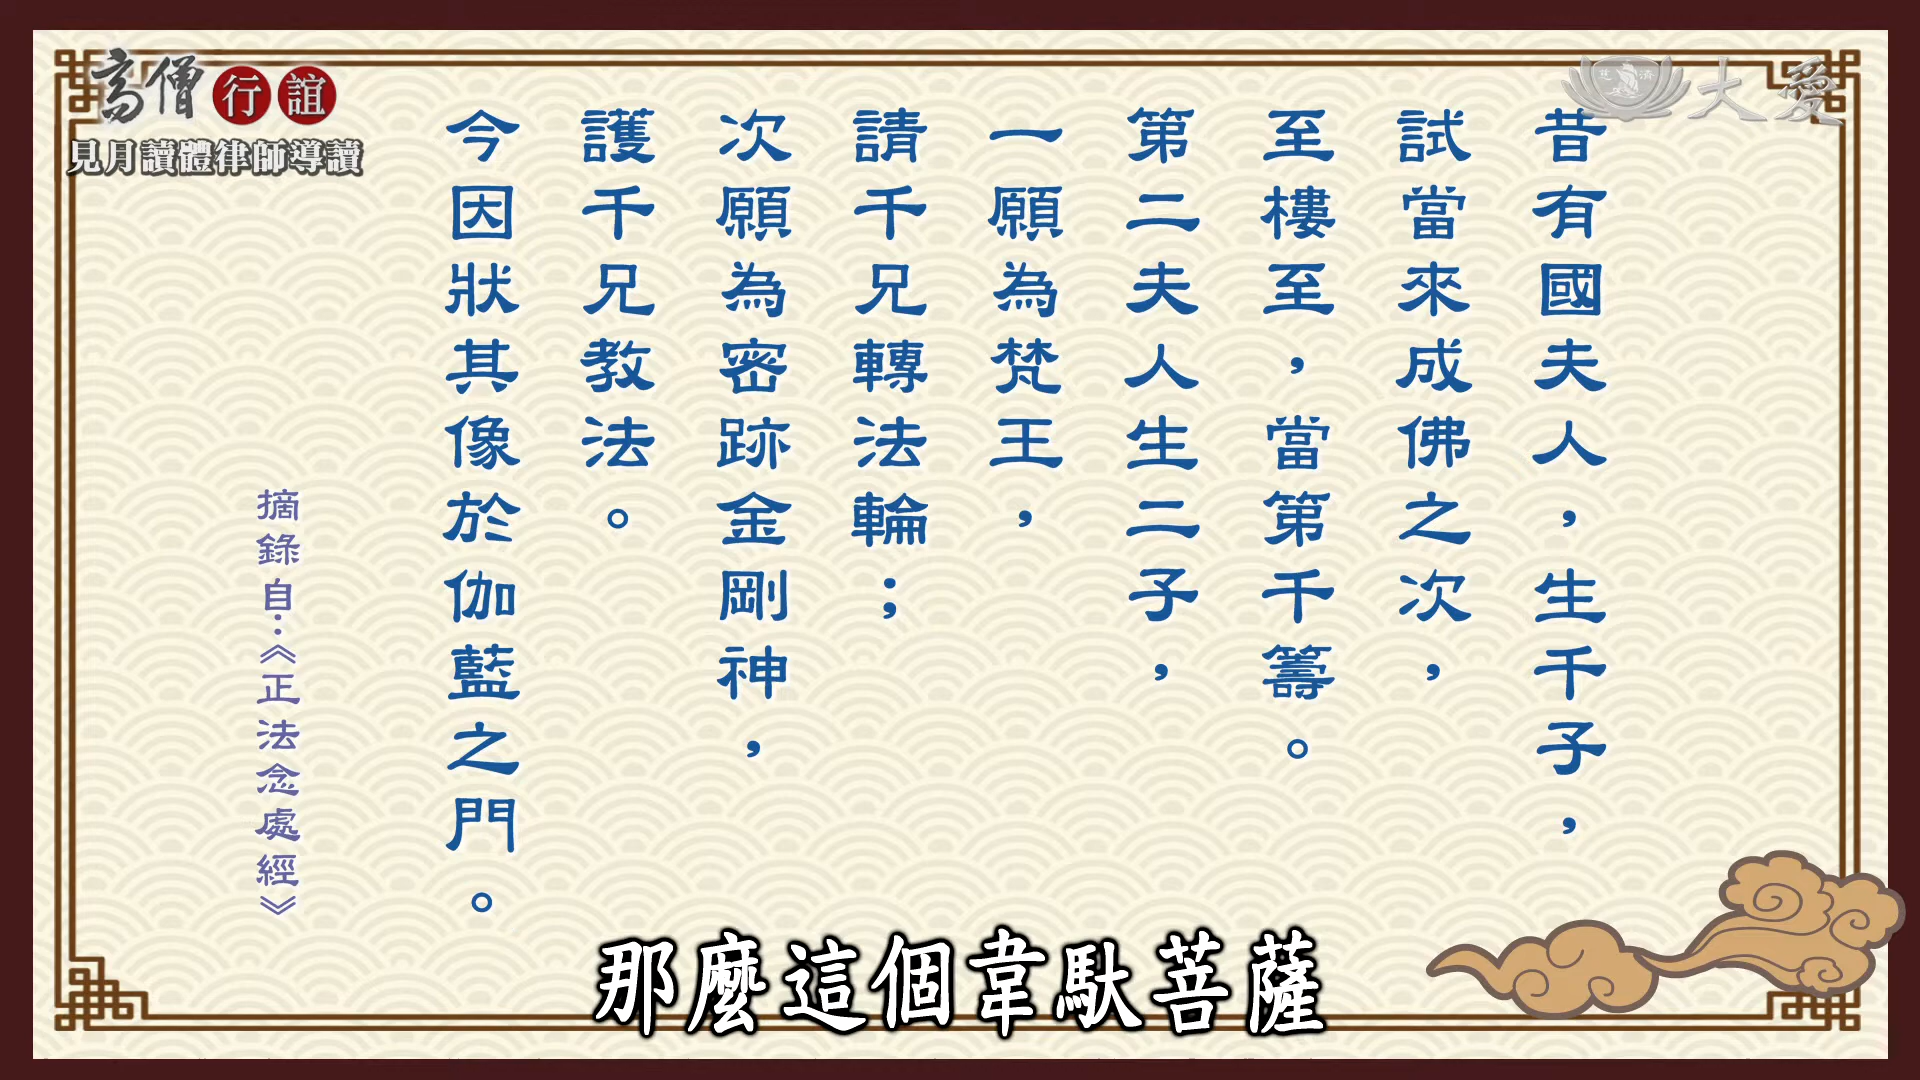 高僧行誼
見月讀體律師導讀
慈濟
大愛
昔有國夫人，生千子，
試當來成佛之次，
至樓至，當第千籌。
第二夫人生二子，
一願為梵王，
請千兄轉法輪；
次願為密跡金剛神，
護千兄教法。
今因狀其像於伽藍之門。
摘錄自：《正法念處經》
那麼這個韋馱菩薩